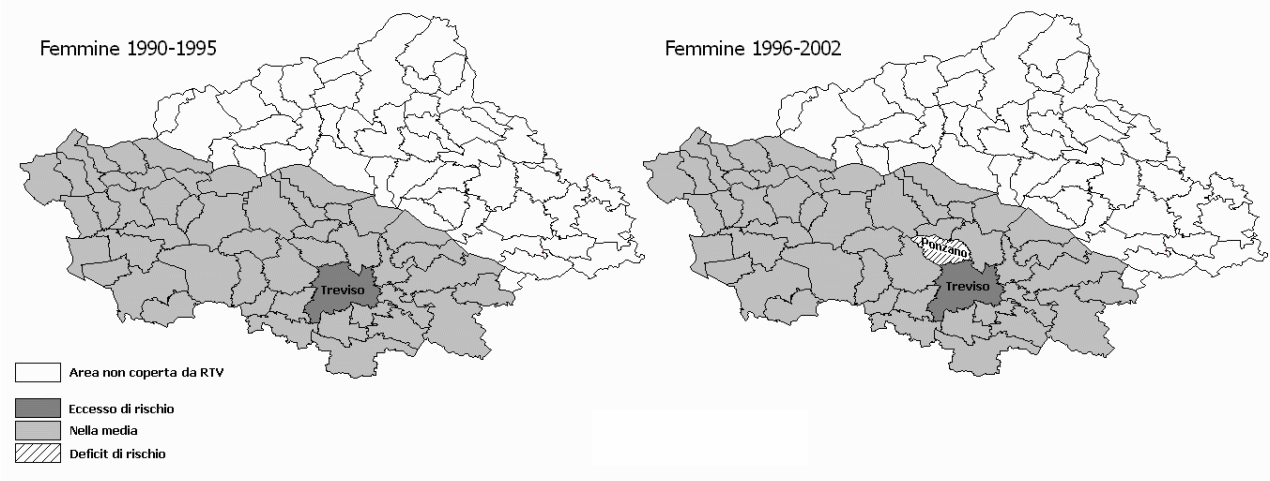 Femmine 1990-1995
Femmine 1996-2002
Ponzano
Treviso
Treviso
Area non coperta da RTV
Eccesso di rischio
Nella media
Deficit di rischio